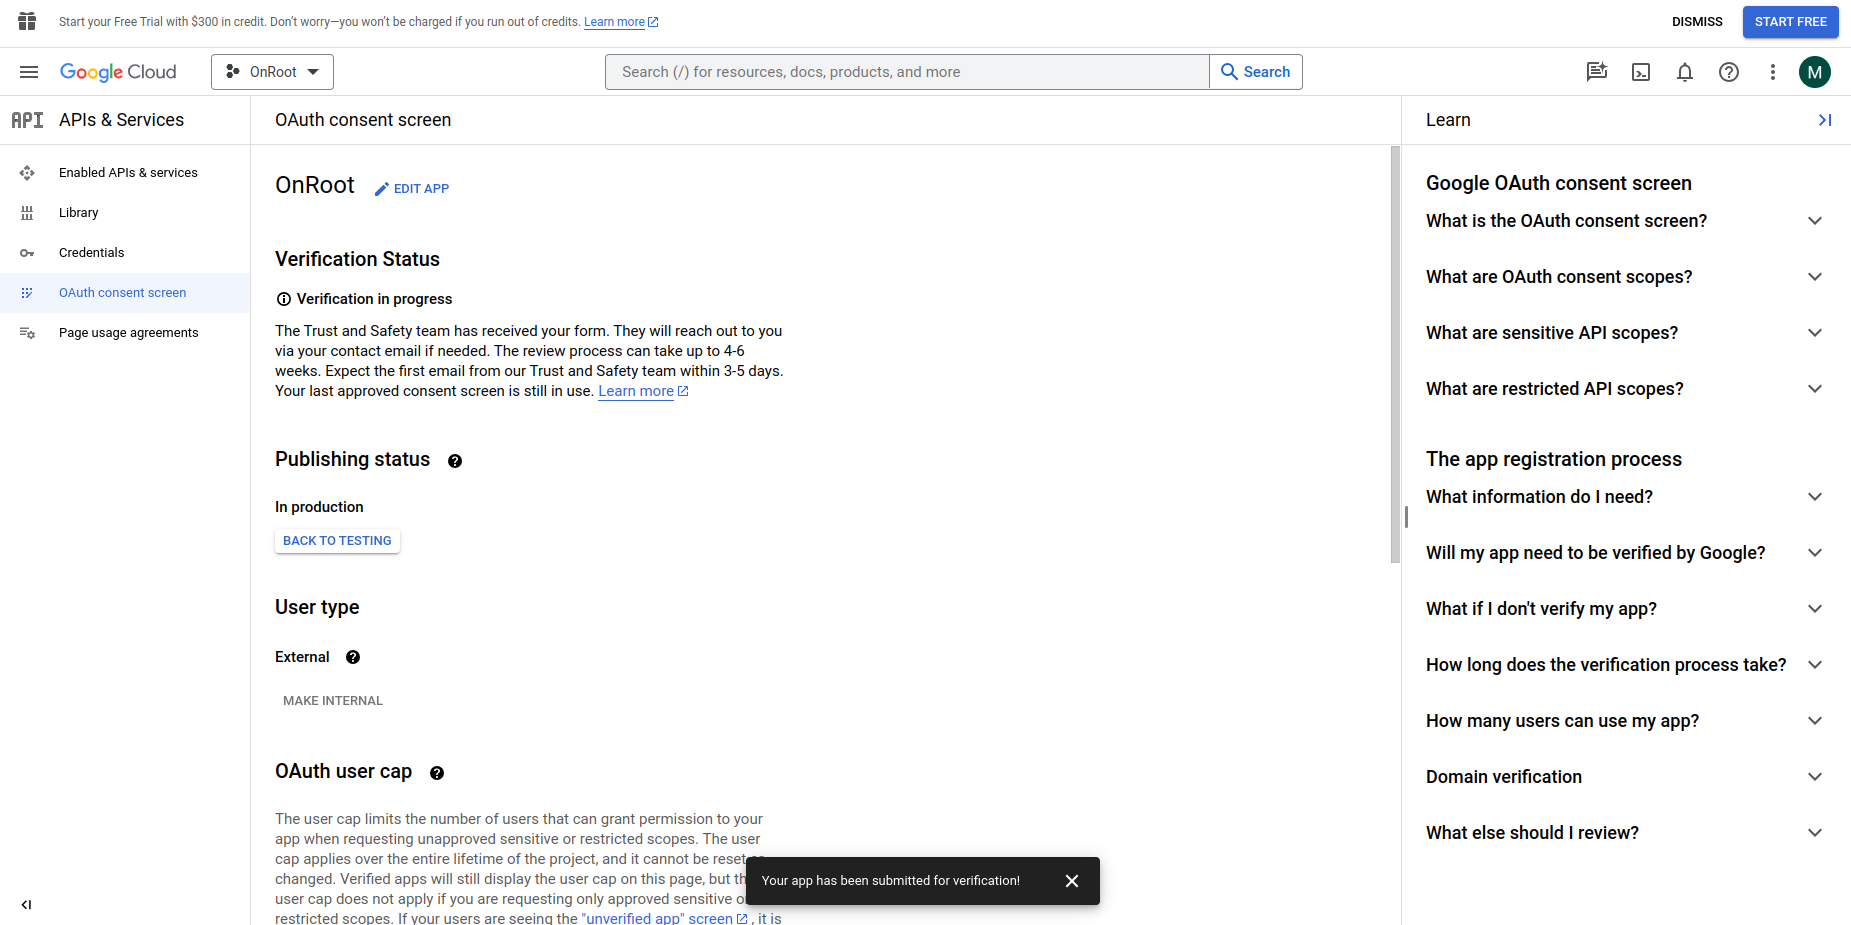 Start your Free Trial with $300 in credit. Don't worry—you won't be charged if you run out of credits. Learn more
DISMISS
START FREE
Google Cloud
OnRoot
Search (/) for resources, docs, products, and more
Search
M
API
APIs & Services
Enabled APIs & services
Library
Credentials
OAuth consent screen
Page usage agreements
OAuth consent screen
OnRoot
EDIT APP
Verification Status
Verification in progress
The Trust and Safety team has received your form. They will reach out to you
via your contact email if needed. The review process can take up to 4-6
weeks. Expect the first email from our Trust and Safety team within 3-5 days.
Your last approved consent screen is still in use. Learn more
Publishing status
In production
BACK TO TESTING
User type
External
MAKE INTERNAL
OAuth user cap
The user cap limits the number of users that can grant permission to your
app when requesting unapproved sensitive or restricted scopes. The user
cap applies over the entire lifetime of the project, and it cannot be reset
changed. Verified apps will still display the user cap on this page, but
user cap does not apply if you are requesting only approved sensitive
restricted scopes. If your users are seeing the "unverified app" screen , it is
Your app has been submitted for verification!
Learn
Google OAuth consent screen
What is the OAuth consent screen?
What are OAuth consent scopes?
What are sensitive API scopes?
What are restricted API scopes?
The app registration process
What information do I need?
Will my app need to be verified by Google?
What if I don't verify my app?
How long does the verification process take?
How many users can use my app?
Domain verification
What else should I review?